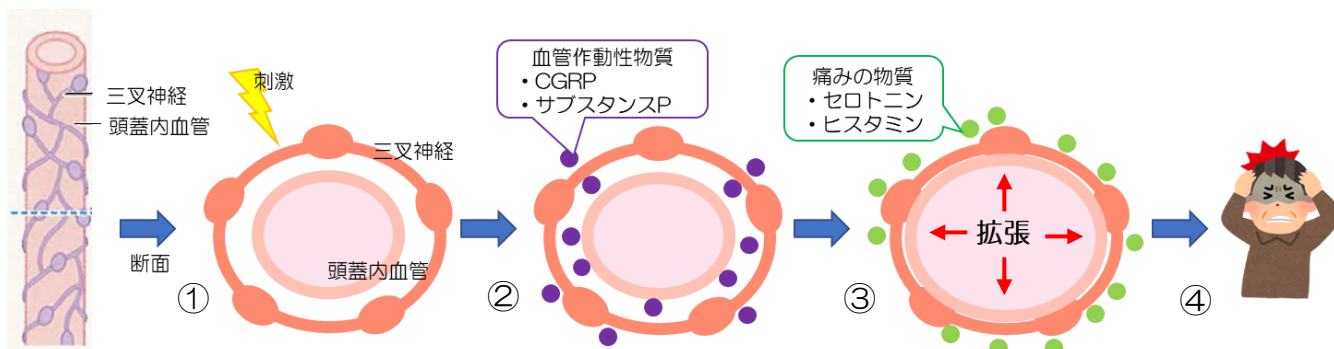 三叉神経
頭蓋内血管
断面
①
刺激
三叉神経
頭蓋内血管
②
血管作動性物質
・CGRP
・サブスタンスP
③
痛みの物質
・セロトニン
・ヒスタミン
拡張
④